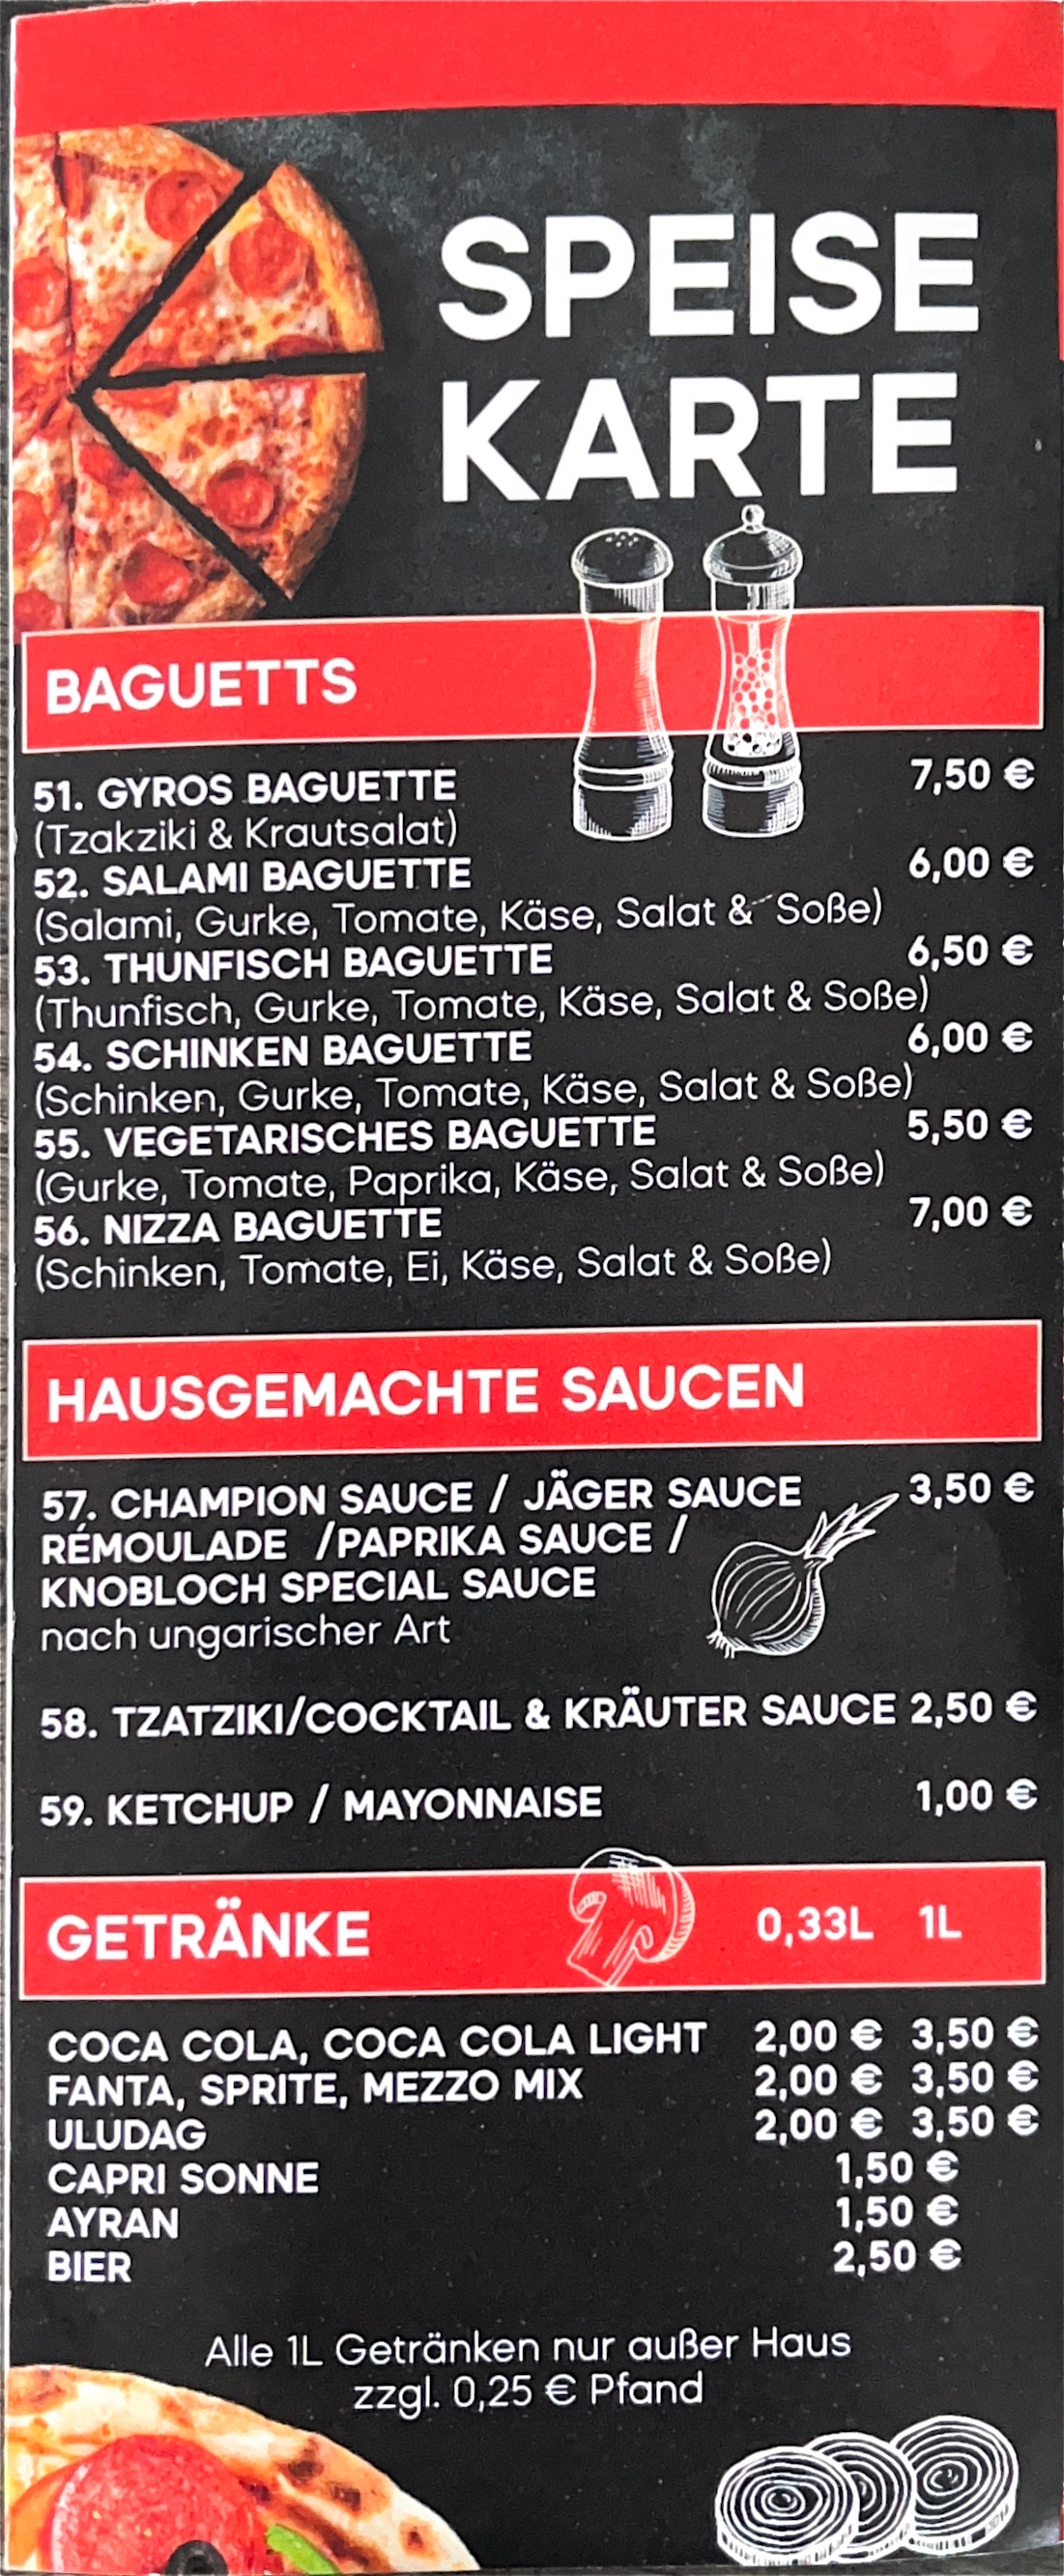 SPEISE
KARTE
BAGUETTS
51. GYROS BAGUETTE 7,50 €
(Tzakziki & Krautsalat)
52. SALAMI BAGUETTE 6,00 €
(Salami, Gurke, Tomate, Käse, Salat & Soße)
53. THUNFISCH BAGUETTE 6,50 €
(Thunfisch, Gurke, Tomate, Käse, Salat & Soße)
54. SCHINKEN BAGUETTE 6,00 €
(Schinken, Gurke, Tomate, Käse, Salat & Soße)
55. VEGETARISCHES BAGUETTE 5,50 €
(Gurke, Tomate, Paprika, Käse, Salat & Soße)
56. NIZZA BAGUETTE 7,00 €
(Schinken, Tomate, Ei, Käse, Salat & Soße)
HAUSGEMACHTE SAUCEN
57. CHAMPION SAUCE / JÄGER SAUCE 3,50 €
RÉMOULADE /PAPRIKA SAUCE /
KNOBLOCH SPECIAL SAUCE
nach ungarischer Art
58. TZATZIKI/COCKTAIL & KRÄUTER SAUCE 2,50 €
59. KETCHUP / MAYONNAISE 1,00 €
GETRÄNKE 0,33L 1L
COCA COLA, COCA COLA LIGHT 2,00 € 3,50 €
FANTA, SPRITE, MEZZO MIX 2,00 € 3,50 €
ULUDAG 2,00 € 3,50 €
CAPRI SONNE 1,50 €
AYRAN 1,50 €
BIER 2,50 €
Alle 1L Getränken nur außer Haus
zzgl. 0,25 € Pfand